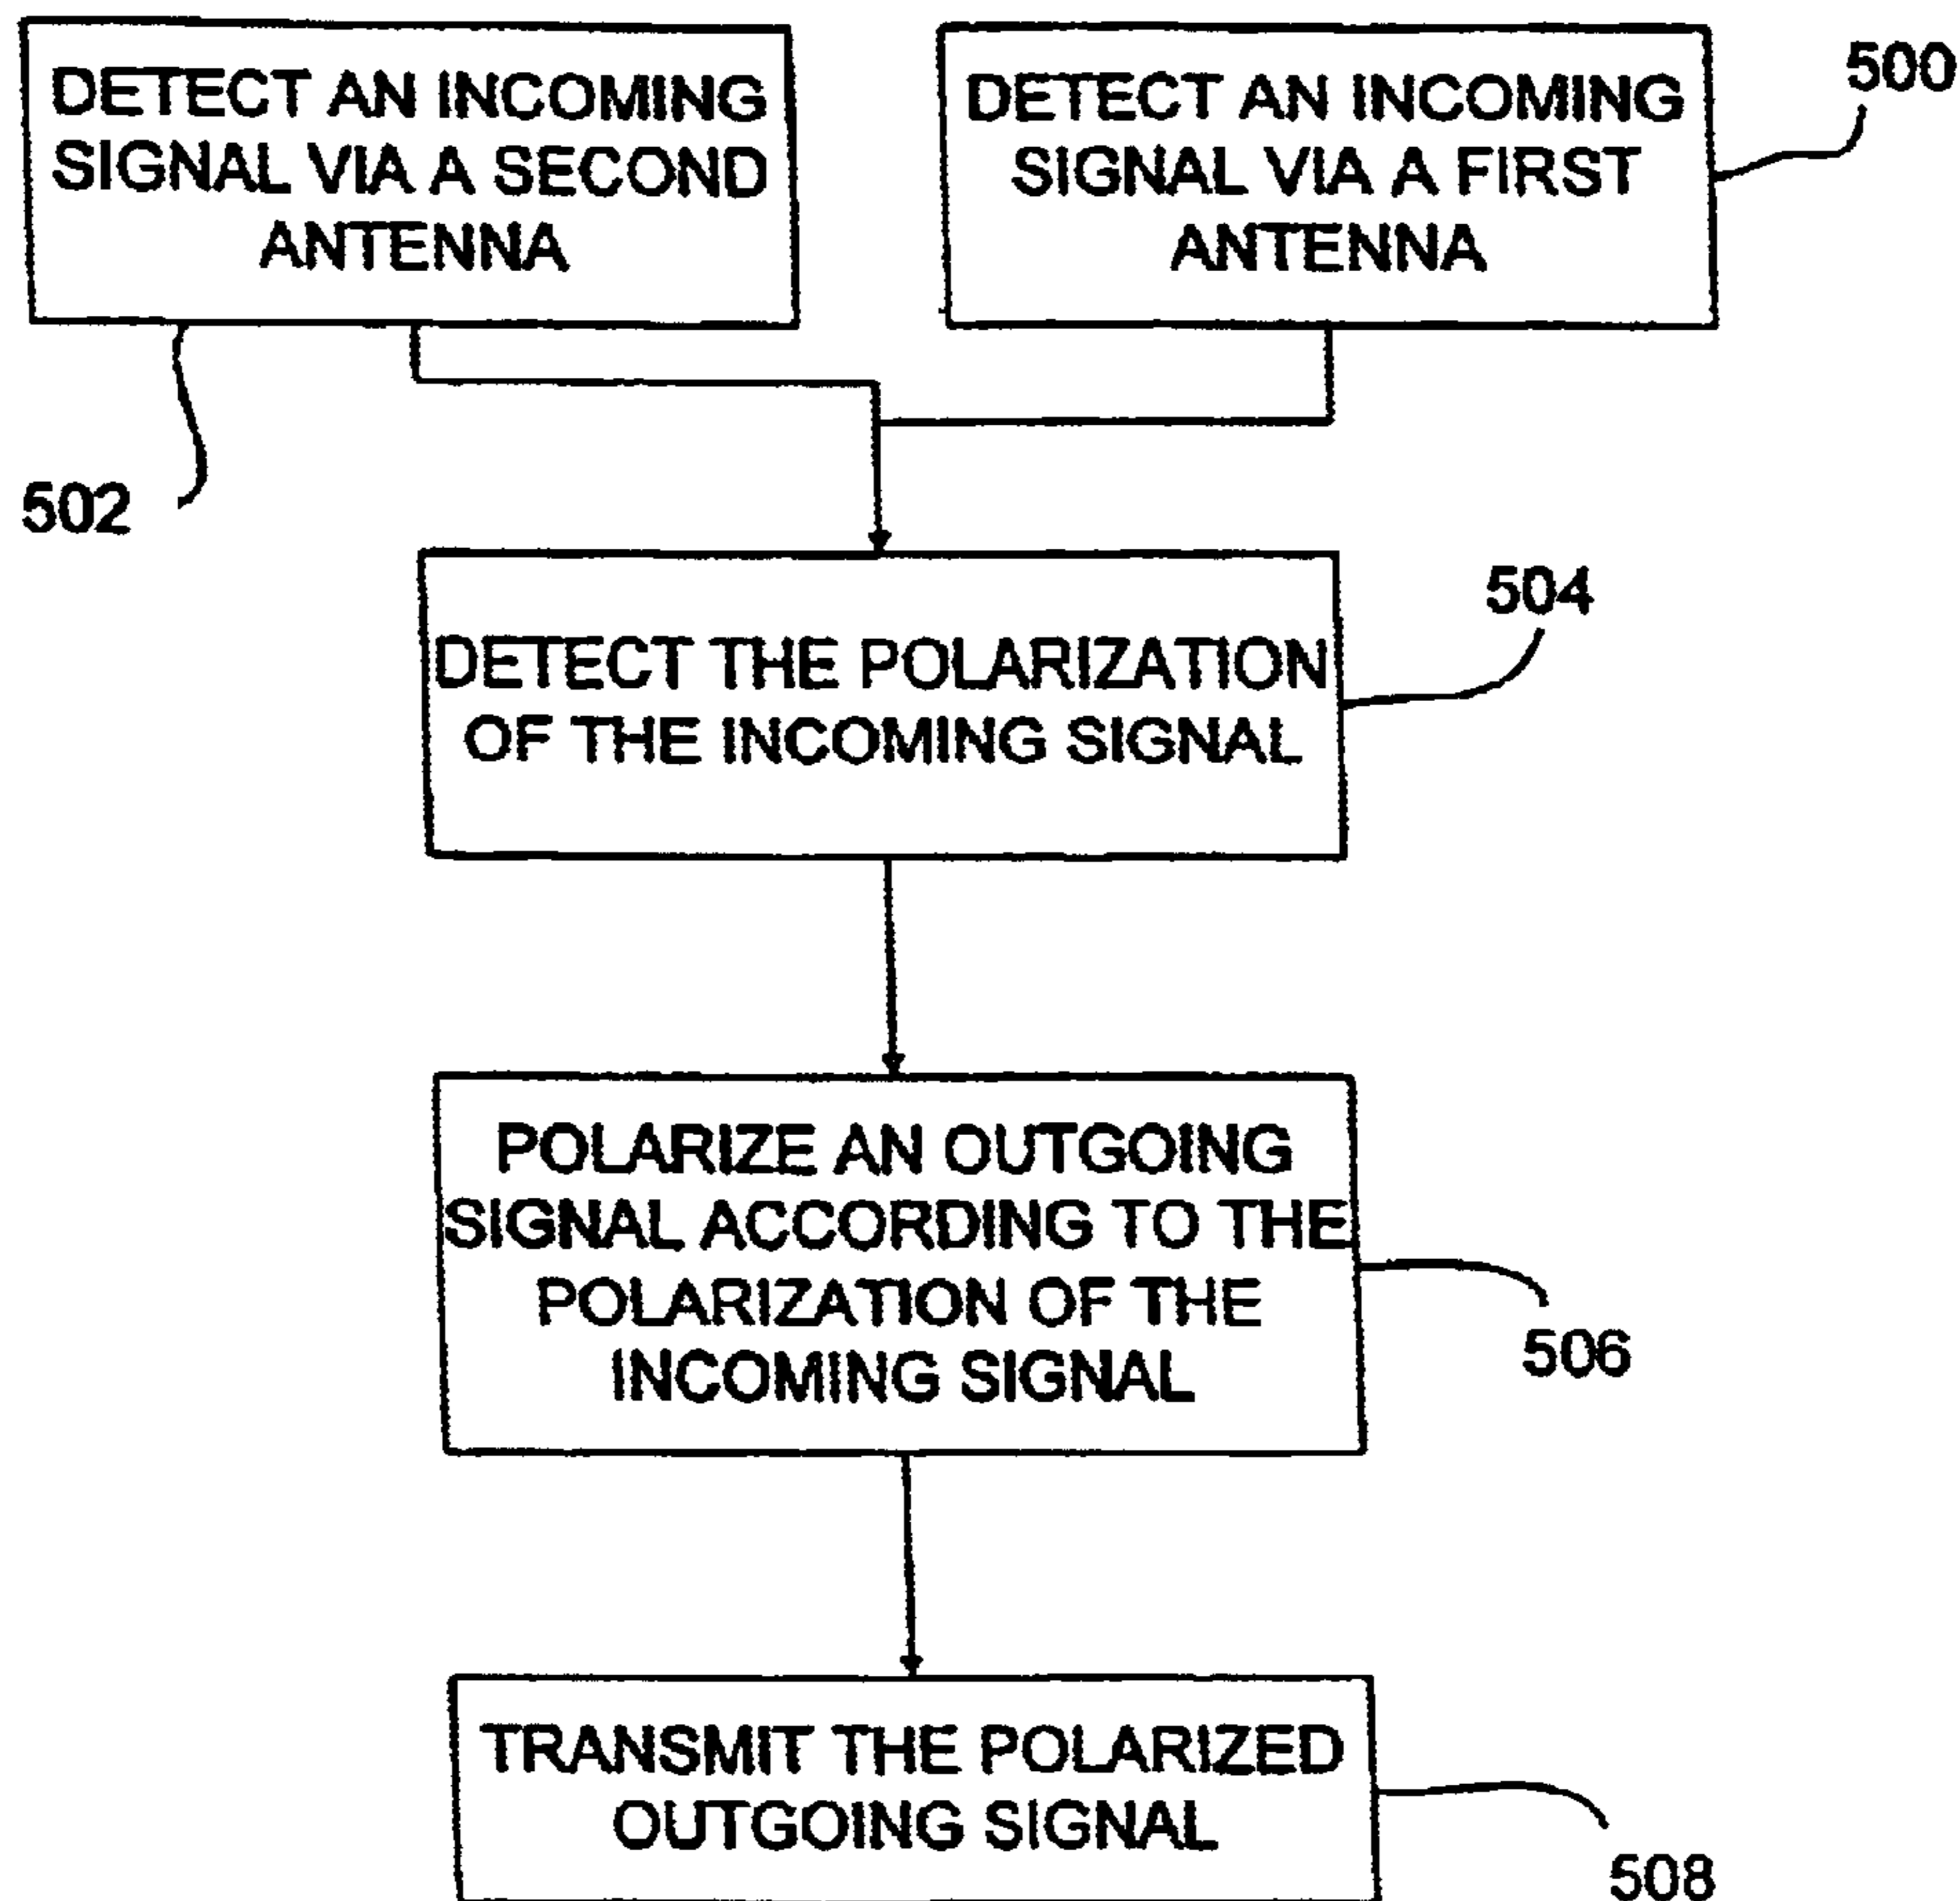 DETECT AN INCOMING
SIGNAL VIA A SECOND
ANTENNA
DETECT AN INCOMING
SIGNAL VIA A FIRST
ANTENNA
500
502
504
DETECT THE POLARIZATION
OF THE INCOMING SIGNAL
POLARIZE AN OUTGOING
SIGNAL ACCORDING TO THE
POLARIZATION OF THE
INCOMING SIGNAL
506
TRANSMIT THE POLARIZED
OUTGOING SIGNAL
508